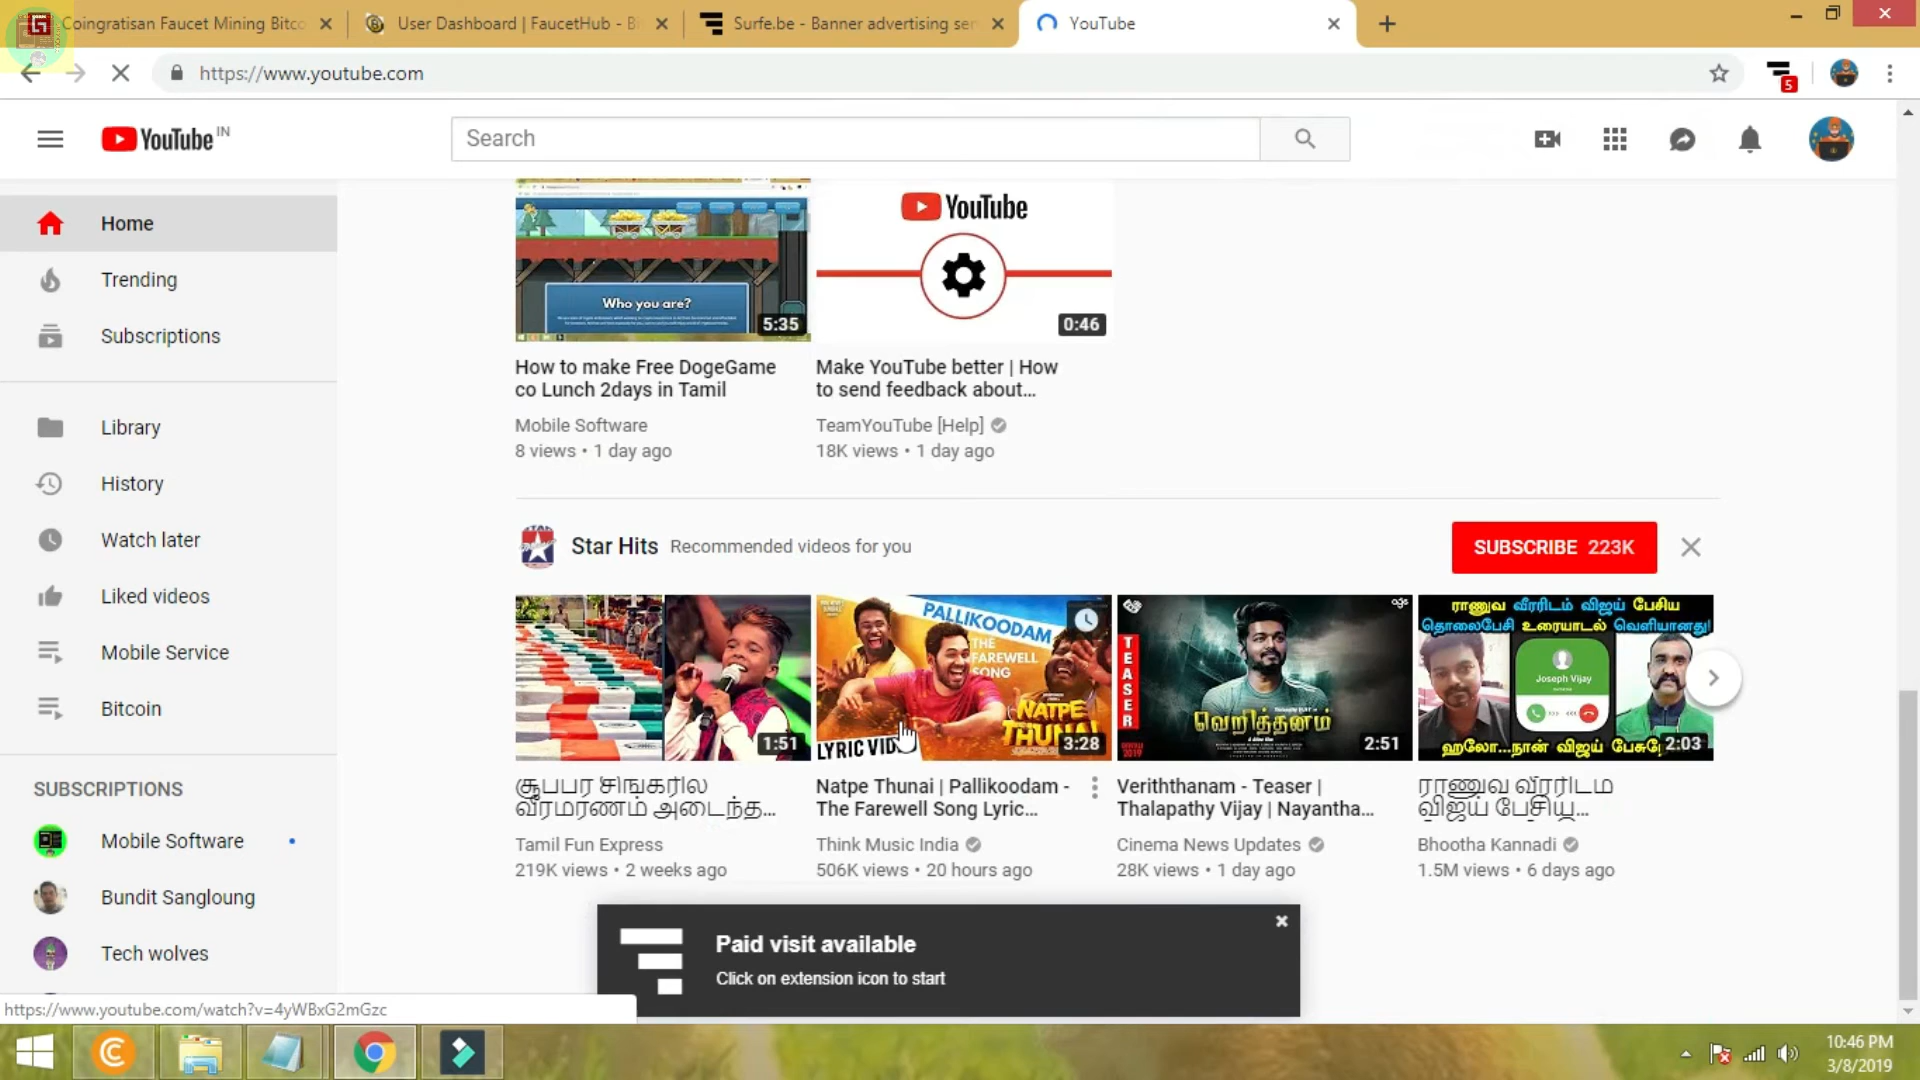 Coingratisan Faucet Mining Bitco
User Dashboard | FaucetHub - Bi
Surfe.be - Banner advertising ser
YouTube
https://www.youtube.com
5
YouTube IN
Search
Home
Trending
Subscriptions
Library
History
Watch later
Liked videos
Mobile Service
Bitcoin
SUBSCRIPTIONS
Mobile Software
Bundit Sangloung
Tech wolves
Who you are?
5:35
How to make Free DogeGame
co Lunch 2days in Tamil
Mobile Software
8 views • 1 day ago
YouTube
0:46
Make YouTube better | How
to send feedback about...
TeamYouTube [Help]
18K views • 1 day ago
Star Hits Recommended videos for you
SUBSCRIBE 223K
1:51
சூப்பர் சிங்கரில்
வீரமரணம் அடைந்த...
Tamil Fun Express
219K views • 2 weeks ago
PALLIKOODAM
THE
FAREWELL
SONG
NATPE
THUNAI
LYRIC VIDEO
3:28
Natpe Thunai | Pallikoodam -
The Farewell Song Lyric...
Think Music India
506K views • 20 hours ago
TEASER
வெறித்தனம்
2:51
Veriththanam - Teaser |
Thalapathy Vijay | Nayantha...
Cinema News Updates
28K views • 1 day ago
ராணுவ வீரரிடம் விஜய் பேசிய
தொலைபேசி உரையாடல் வெளியானது!
Joseph Vijay
ஹலோ...நான் விஜய் பேசுறே
2:03
ராணுவ வீரரிடம்
விஜய் பேசிய...
Bhootha Kannadi
1.5M views • 6 days ago
Paid visit available
Click on extension icon to start
https://www.youtube.com/watch?v=4yWBxG2mGzc
10:46 PM
3/8/2019